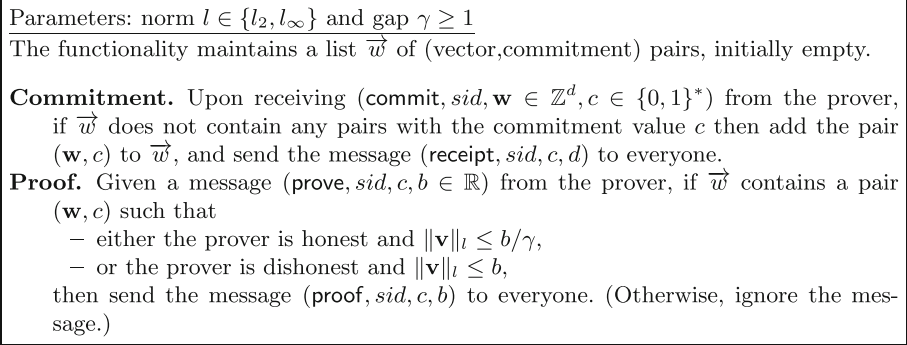 Parameters: norm l ∈ {l₂, l∞} and gap γ ≥ 1
The functionality maintains a list w⃗ of (vector,commitment) pairs, initially empty.
Commitment. Upon receiving (commit, sid, w ∈ ℤᵈ, c ∈ {0, 1}*) from the prover,
if w⃗ does not contain any pairs with the commitment value c then add the pair
(w, c) to w⃗, and send the message (receipt, sid, c, d) to everyone.
Proof. Given a message (prove, sid, c, b ∈ ℝ) from the prover, if w⃗ contains a pair
(w, c) such that
– either the prover is honest and ‖v‖ₗ ≤ b/γ,
– or the prover is dishonest and ‖v‖ₗ ≤ b,
then send the message (proof, sid, c, b) to everyone. (Otherwise, ignore the mes-
sage.)